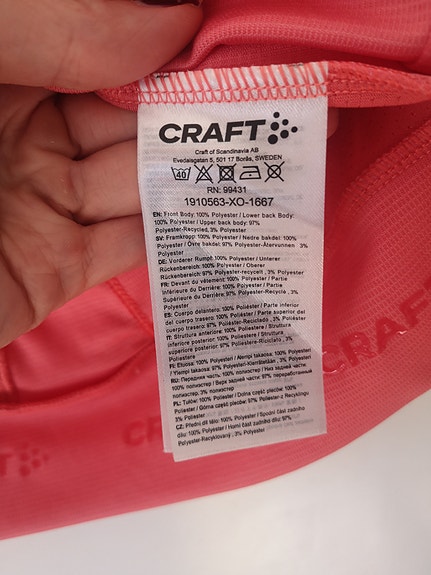 CRAFT
Craft of Scandinavia AB
Evedalsgatan 5, 501 17 Borås, SWEDEN
40
RN: 99431
1910563-XO-1667
EN: Front Body: 100% Polyester / Lower back Body:
100% Polyester / Upper back body: 97%
Polyester-Recycled, 3% Polyester
SV: Framkropp: 100% Polyester / Nedre bakdel: 100%
Polyester / Övre bakdel: 97% Polyester-Återvunnen 3%
Polyester
DE: Vorderer Rumpf: 100% Polyester / Unterer
Rückenbereich: 100% Polyester / Oberer
Rückenbereich: 97% Polyester-recycelt , 3% Polyester
FR: Devant du vêtement: 100% Polyester / Partie
Inférieure du Derrière: 100% Polyester / Partie
Supérieure du Derrière: 97% Polyester-Recyclé , 3%
Polyester
ES: Cuerpo delantero: 100% Poliéster / Parte inferior
del cuerpo trasero: 100% Poliéster / Parte superior del
cuerpo trasero: 97% Poliéster-Reciclado , 3% Poliéster
IT: Struttura anteriore: 100% Poliestere / Struttura
inferiore posterior: 100% Poliestere / Struttura
superiore posterior: 97% Poliestere-Riciclato , 3%
Poliestere
FI: Etuosa: 100% Polyesteri / Alempi takaosa: 100% Polyesteri
/ Ylempi takaosa: 97% Polyesteri-Kierrätetään , 3% Polyesteri
RU: Передняя часть: 100% полиэстер / Низ задней части:
100% полиэстер / Верх задней части: 97% переработанный
полиэстер, 3% полиэстер
PL: Tułów: 100% Polyester / Dolna część pleców: 100%
Polyester / Górna część pleców: 97% Poliester-z Recyklingu
, 3% Poliester
CZ: Přední díl tělo: 100% Polyester / Spodní část zadního
dílu: 100% Polyester / Horní část zadního dílu: 97%
Polyester-Recyklovaný , 3% Polyester
CRAFT
CRAFT